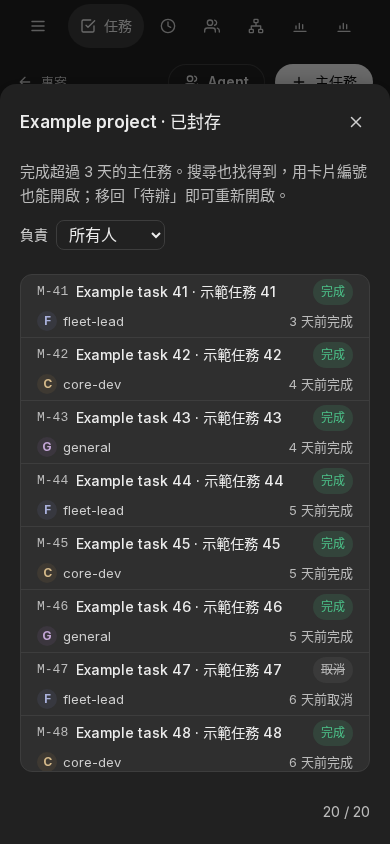 任務
專案
Agent
主任務
Example project · 已封存
完成超過 3 天的主任務。搜尋也找得到，用卡片編號
也能開啟；移回「待辦」即可重新開啟。
負責 所有人
M-41 Example task 41 · 示範任務 41 完成
F fleet-lead 3 天前完成
M-42 Example task 42 · 示範任務 42 完成
C core-dev 4 天前完成
M-43 Example task 43 · 示範任務 43 完成
G general 4 天前完成
M-44 Example task 44 · 示範任務 44 完成
F fleet-lead 5 天前完成
M-45 Example task 45 · 示範任務 45 完成
C core-dev 5 天前完成
M-46 Example task 46 · 示範任務 46 完成
G general 5 天前完成
M-47 Example task 47 · 示範任務 47 取消
F fleet-lead 6 天前取消
M-48 Example task 48 · 示範任務 48 完成
C core-dev 6 天前完成
20 / 20